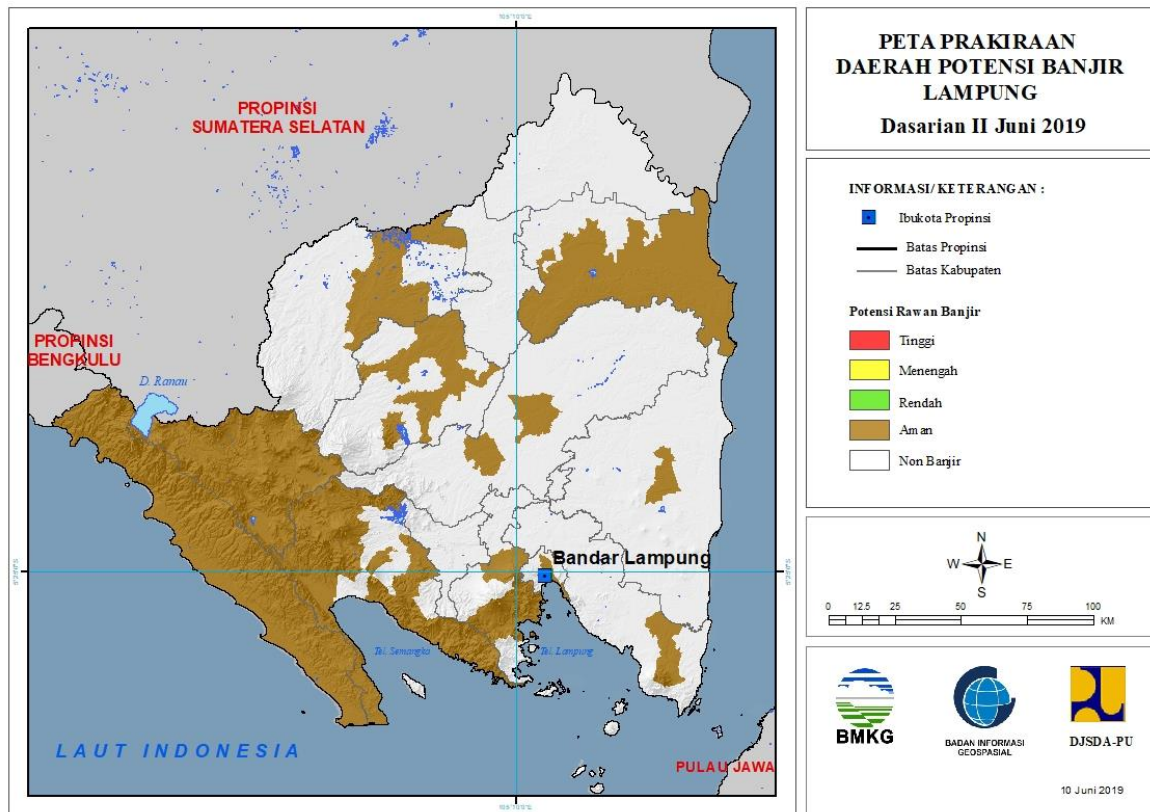 105°10'0"E
PROPINSI
SUMATERA SELATAN
PROPINSI
BENGKULU
D. Ranau
Bandar Lampung
Tel. Semangka
Tel. Lampung
LAUT INDONESIA
PULAU JAWA
PETA PRAKIRAAN
DAERAH POTENSI BANJIR
LAMPUNG
Dasarian II Juni 2019
INFORMASI/ KETERANGAN :
Ibukota Propinsi
Batas Propinsi
Batas Kabupaten
Potensi Rawan Banjir
Tinggi
Menengah
Rendah
Aman
Non Banjir
N
W E
S
0 12.5 25 50 75 100
KM
BMKG
BADAN INFORMASI
GEOSPASIAL
DJSDA-PU
10 Juni 2019